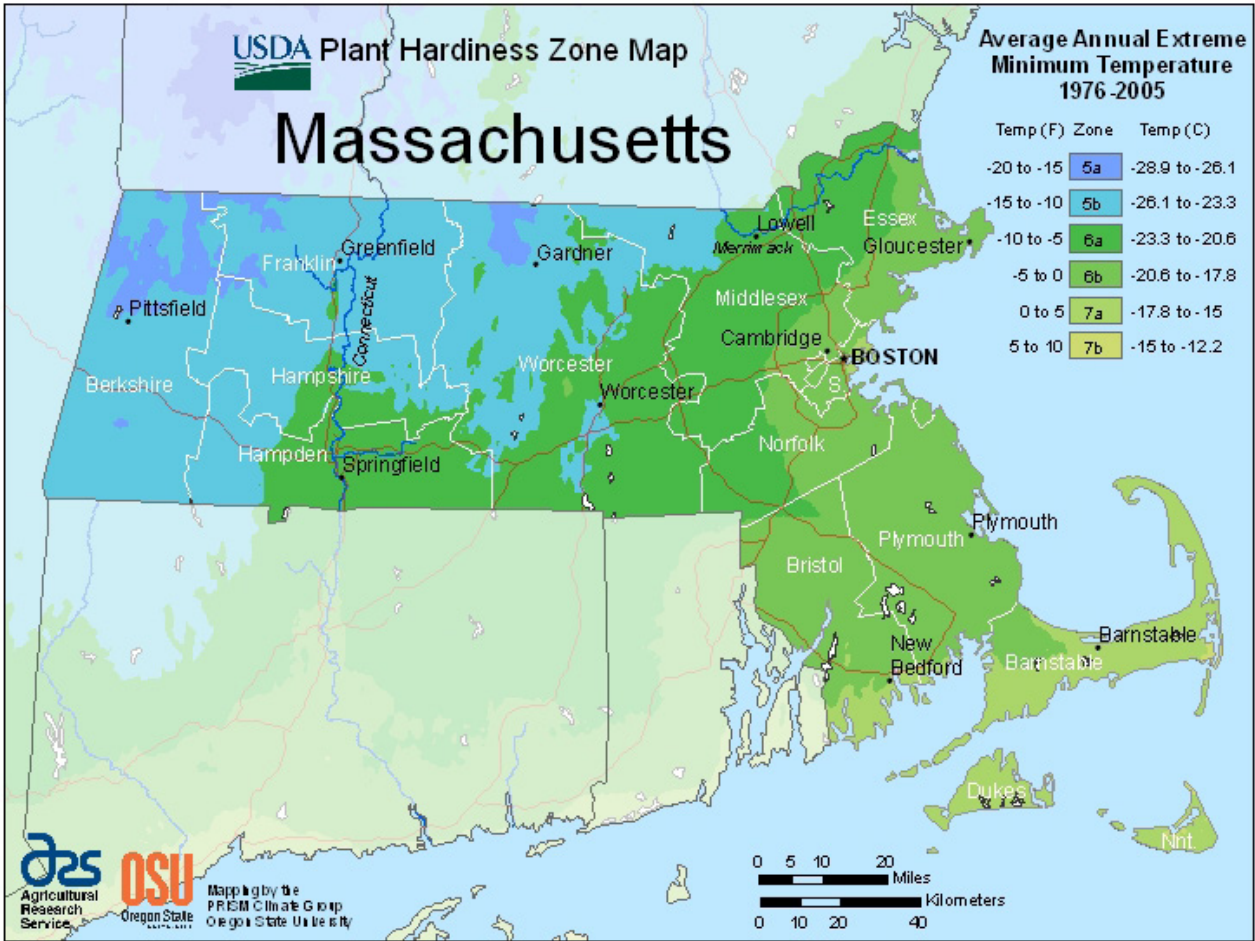 USDA Plant Hardiness Zone Map
Massachusetts
Average Annual Extreme
Minimum Temperature
1976-2005
Temp (F) Zone Temp (C)
-20 to -15 5a -28.9 to -26.1
-15 to -10 5b -26.1 to -23.3
-10 to -5 6a -23.3 to -20.6
-5 to 0 6b -20.6 to -17.8
0 to 5 7a -17.8 to -15
5 to 10 7b -15 to -12.2
Lowell
Essex
Merrimack
Gloucester
Greenfield
Franklin
Gardner
Connecticut
Middlesex
Pittsfield
Cambridge
BOSTON
Berkshire
Hampshire
Worcester
Worcester
S.
Norfolk
Hampden
Springfield
Plymouth
Plymouth
Bristol
New
Bedford
Barnstable
Barnstable
Dukes
Nnt.
ars
Agricultural
Research
Service
OSU
Oregon State
Mapping by the
PRISM Climate Group
Oregon State University
0 5 10 20
Miles
Kilometers
0 10 20 40